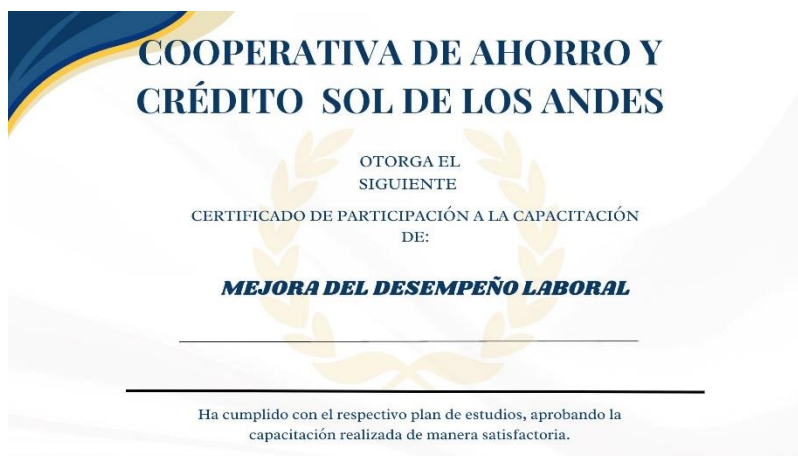 COOPERATIVA DE AHORRO Y
CRÉDITO SOL DE LOS ANDES
OTORGA EL
SIGUIENTE
CERTIFICADO DE PARTICIPACIÓN A LA CAPACITACIÓN
DE:
MEJORA DEL DESEMPEÑO LABORAL
Ha cumplido con el respectivo plan de estudios, aprobando la
capacitación realizada de manera satisfactoria.